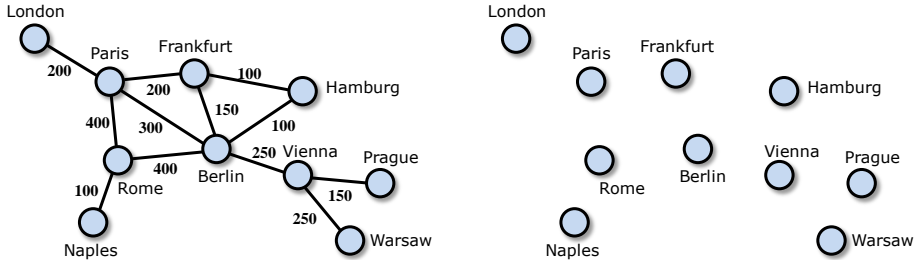 London
Paris
Frankfurt
Hamburg
200
200
100
150
100
400
300
400
250
Vienna
Prague
Berlin
Rome
100
150
250
Naples
Warsaw
London
Paris
Frankfurt
Hamburg
Vienna
Prague
Rome
Berlin
Naples
Warsaw